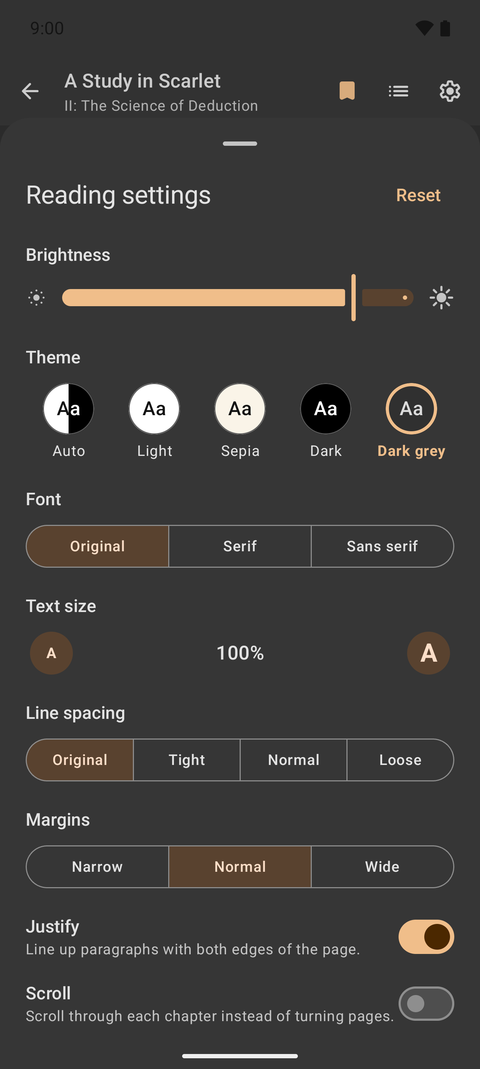 9:00
A Study in Scarlet
II: The Science of Deduction
Reading settings
Reset
Brightness
Theme
Aa Aa Aa Aa Aa
Auto Light Sepia Dark Dark grey
Font
Original Serif Sans serif
Text size
A 100% A
Line spacing
Original Tight Normal Loose
Margins
Narrow Normal Wide
Justify
Line up paragraphs with both edges of the page.
Scroll
Scroll through each chapter instead of turning pages.